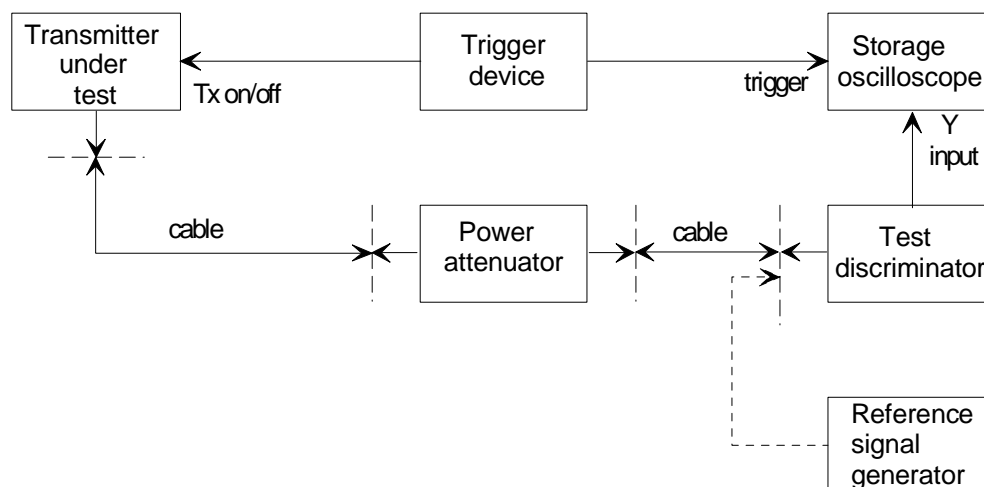 Transmitter
under
test
Trigger
device
Storage
oscilloscope
Tx on/off
trigger
Y
input
cable
Power
attenuator
cable
Test
discriminator
Reference
signal
generator